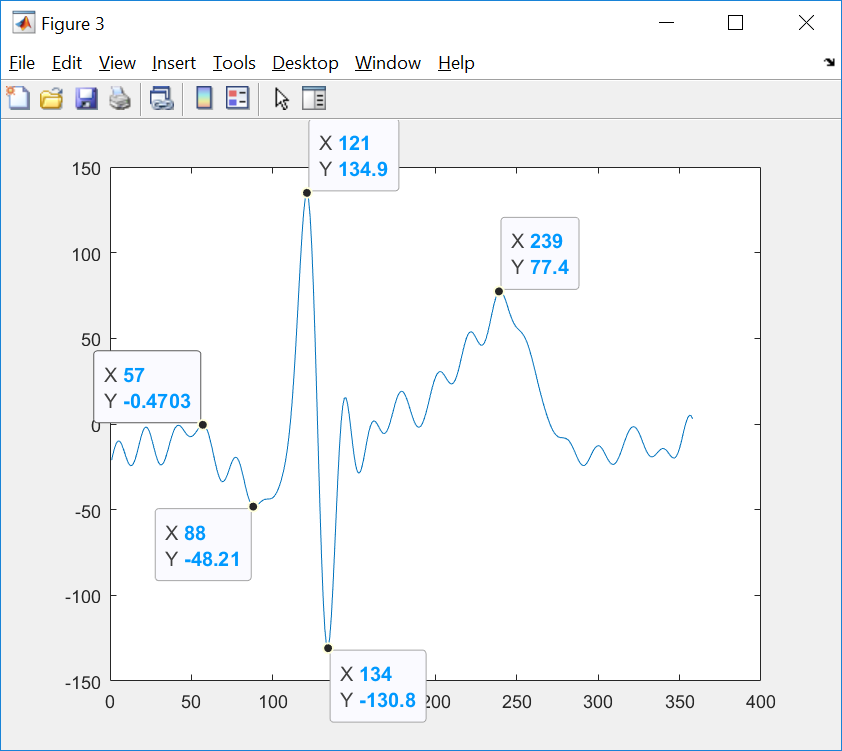 Figure 3
File Edit View Insert Tools Desktop Window Help
X 121
Y 134.9
150
X 239
Y 77.4
100
50
X 57
Y -0.4703
0
-50
X 88
Y -48.21
-100
X 134
Y -130.8
-150
0 50 100 200 250 300 350 400